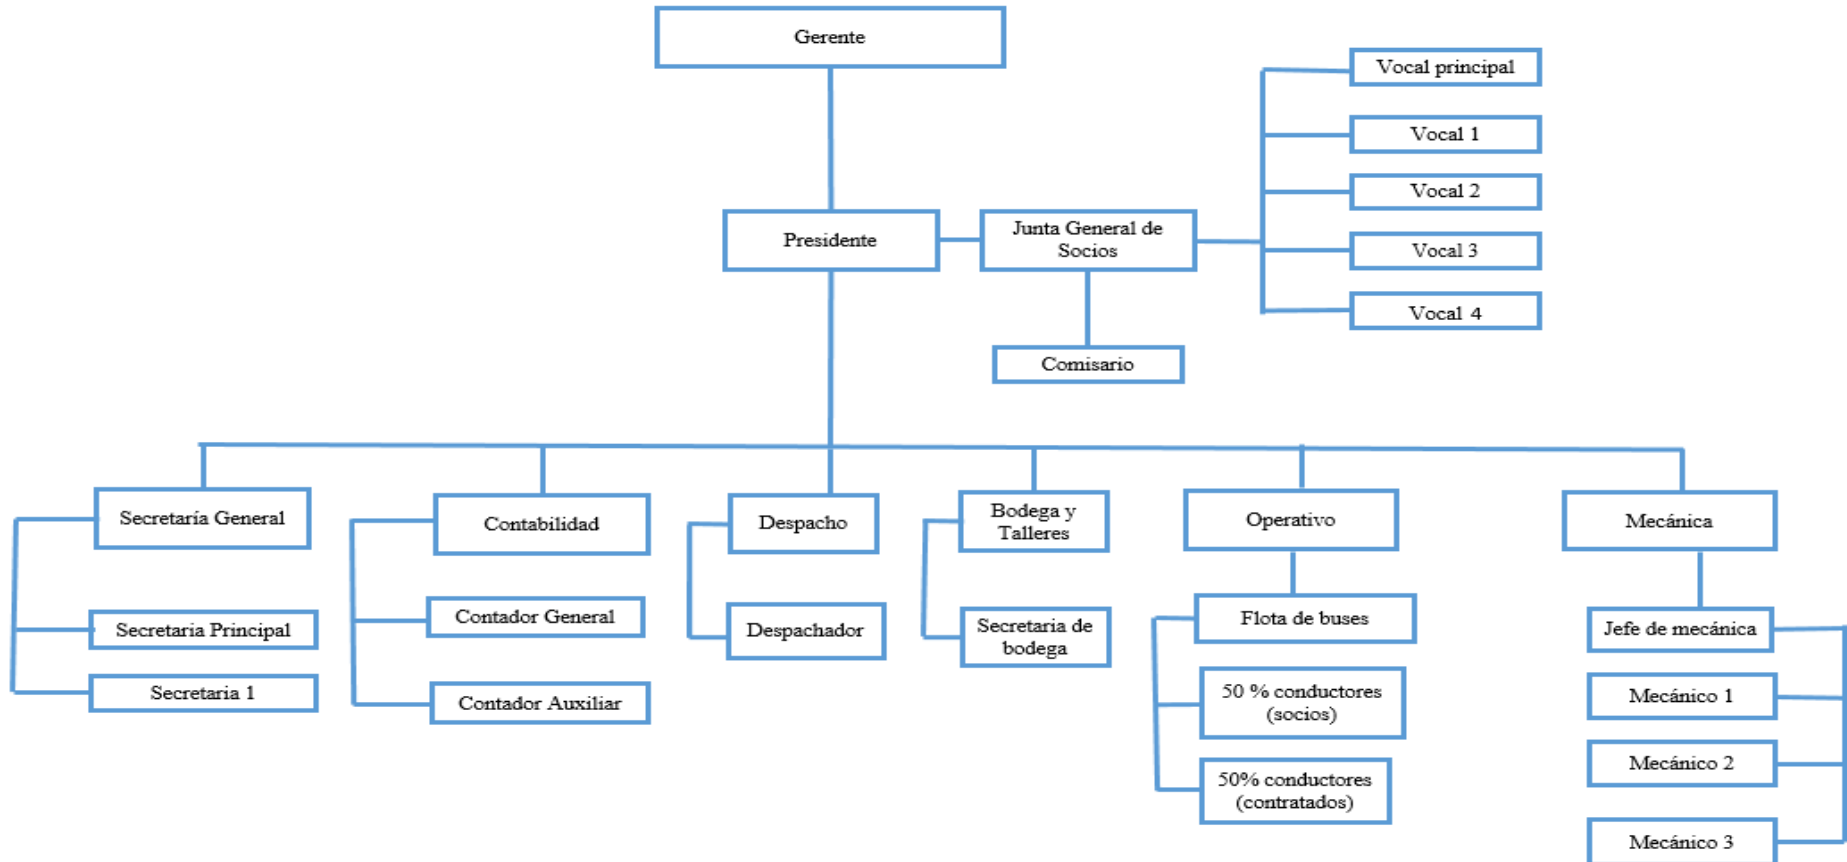 Gerente
Vocal principal
Vocal 1
Vocal 2
Vocal 3
Vocal 4
Presidente
Junta General de
Socios
Comisario
Secretaría General
Secretaria Principal
Secretaria 1
Contabilidad
Contador General
Contador Auxiliar
Despacho
Despachador
Bodega y
Talleres
Secretaria de
bodega
Operativo
Flota de buses
50 % conductores
(socios)
50% conductores
(contratados)
Mecánica
Jefe de mecánica
Mecánico 1
Mecánico 2
Mecánico 3